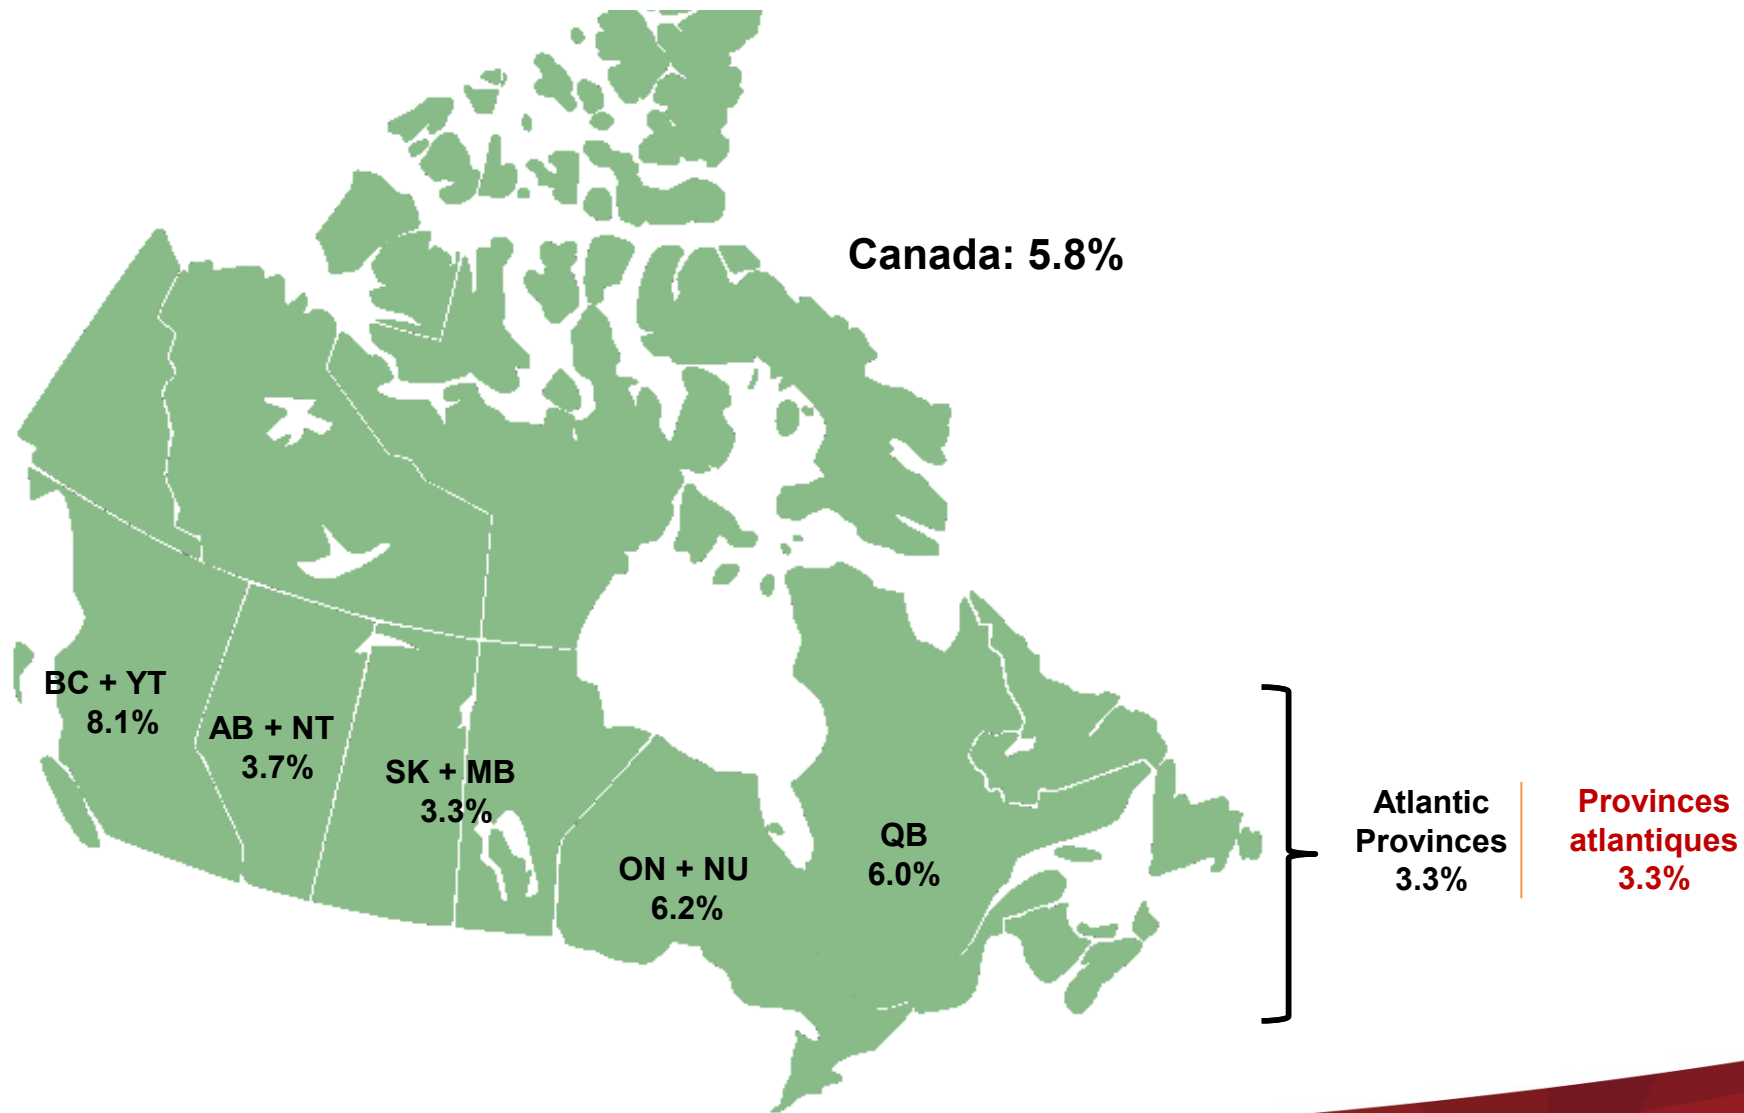 Canada: 5.8%
BC + YT
8.1%
AB + NT
3.7%
SK + MB
3.3%
ON + NU
6.2%
QB
6.0%
Atlantic
Provinces
3.3%
Provinces
atlantiques
3.3%